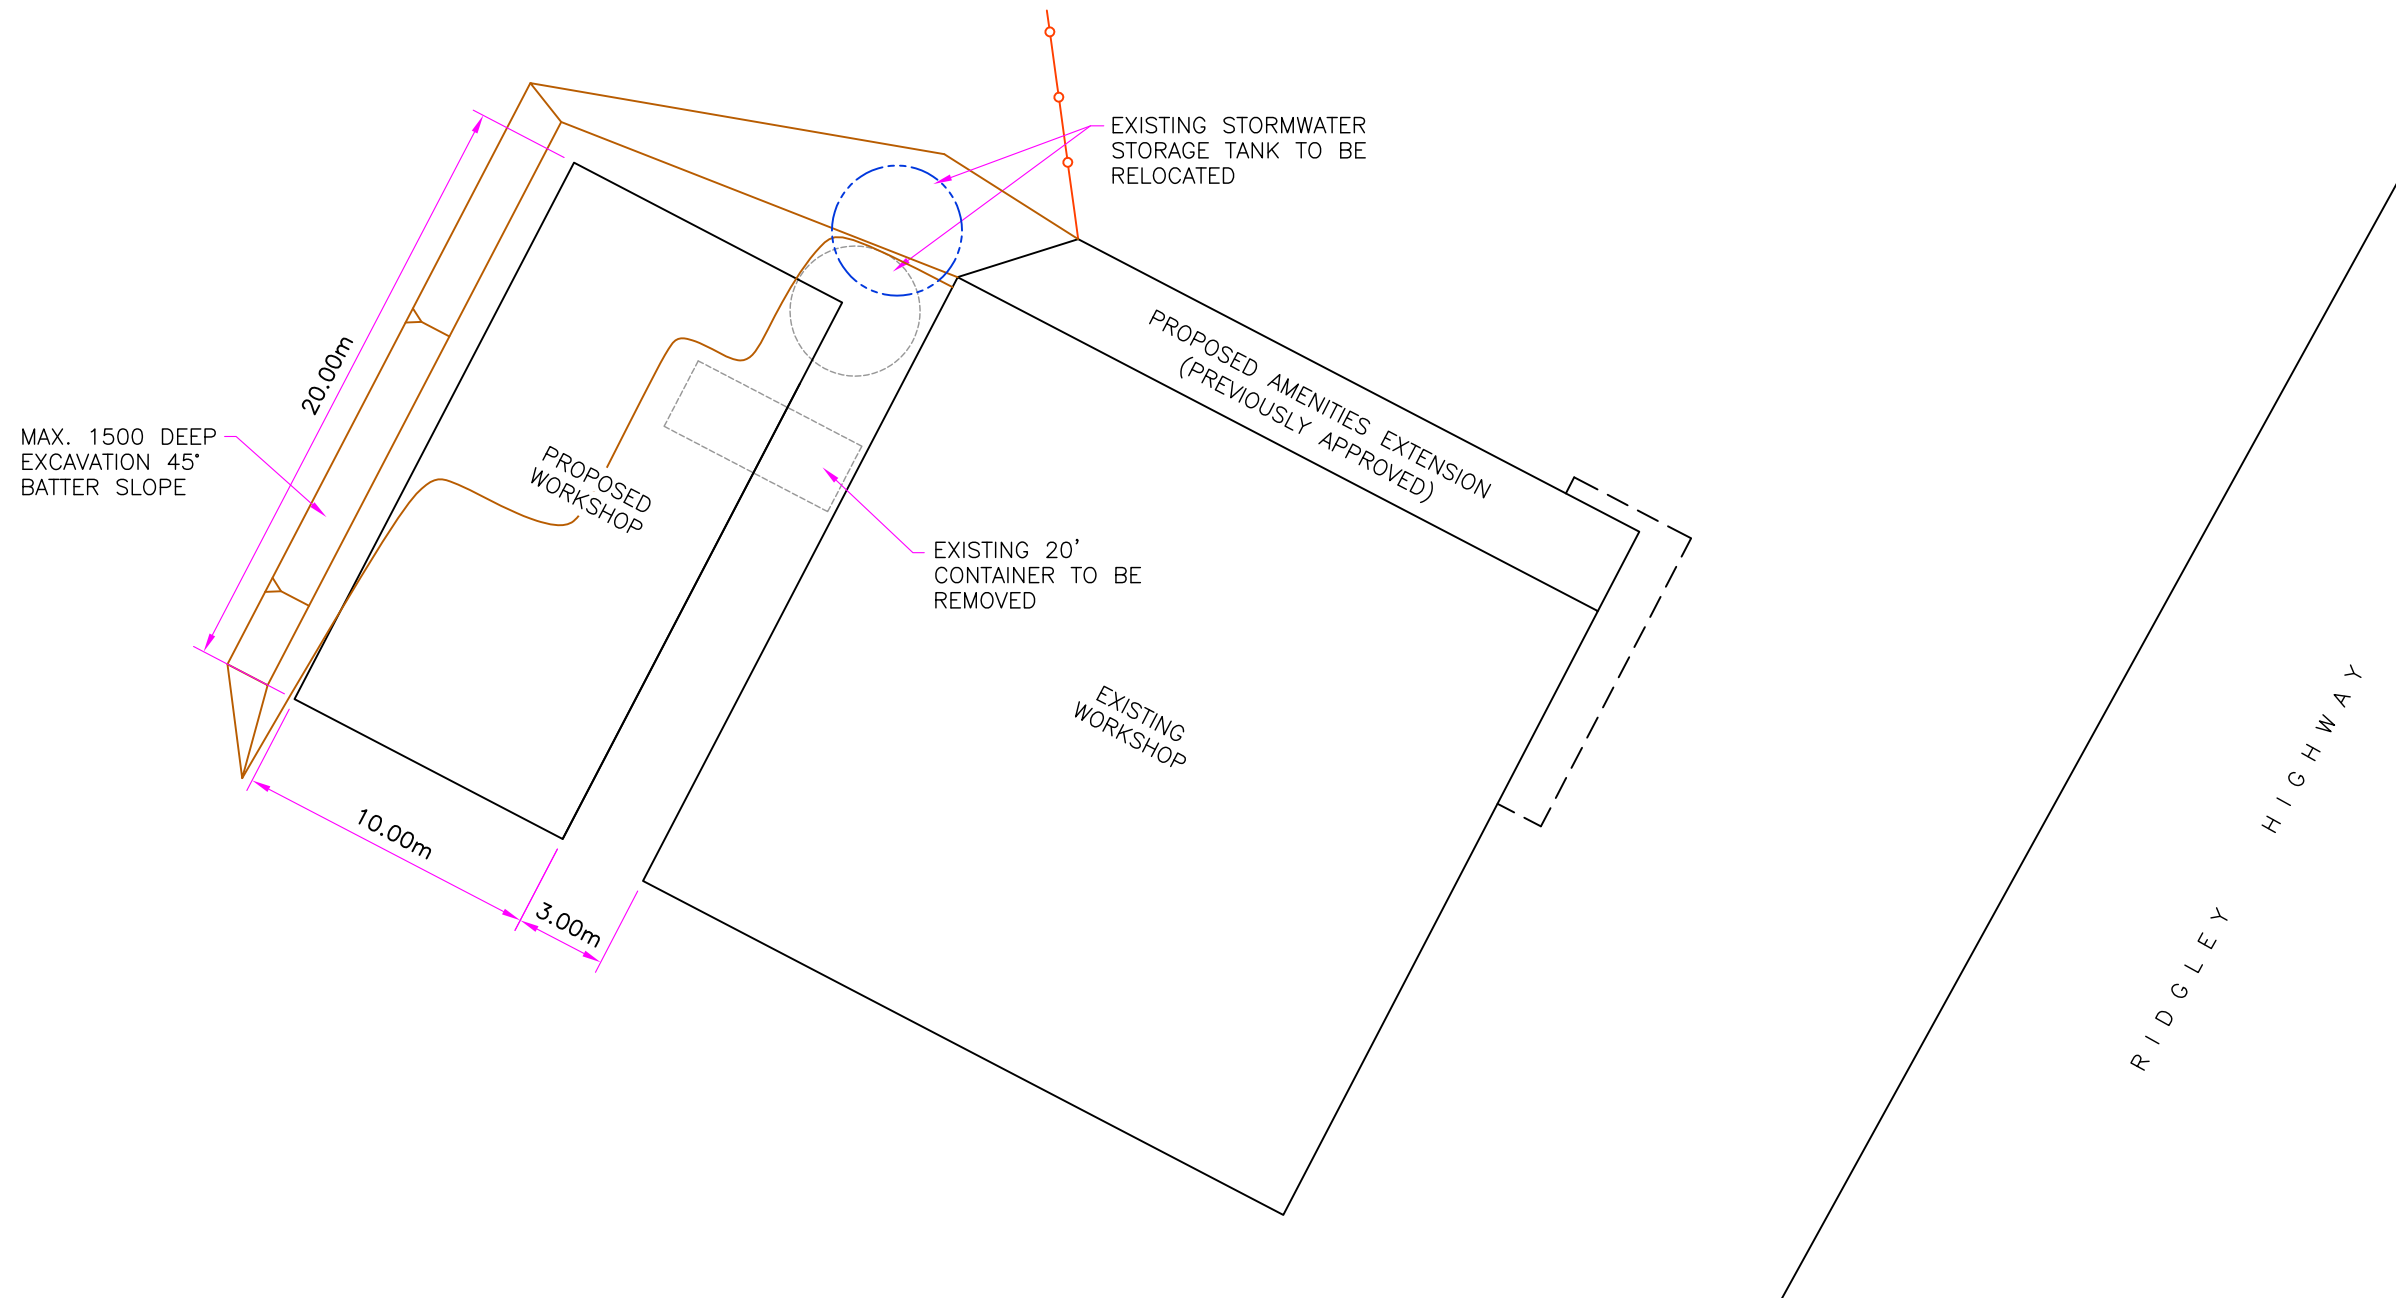 EXISTING STORMWATER
STORAGE TANK TO BE
RELOCATED
PROPOSED AMENITIES EXTENSION
(PREVIOUSLY APPROVED)
20.00m
MAX. 1500 DEEP
EXCAVATION 45°
BATTER SLOPE
PROPOSED
WORKSHOP
EXISTING 20'
CONTAINER TO BE
REMOVED
EXISTING
WORKSHOP
10.00m
3.00m
RIDGLEY HIGHWAY